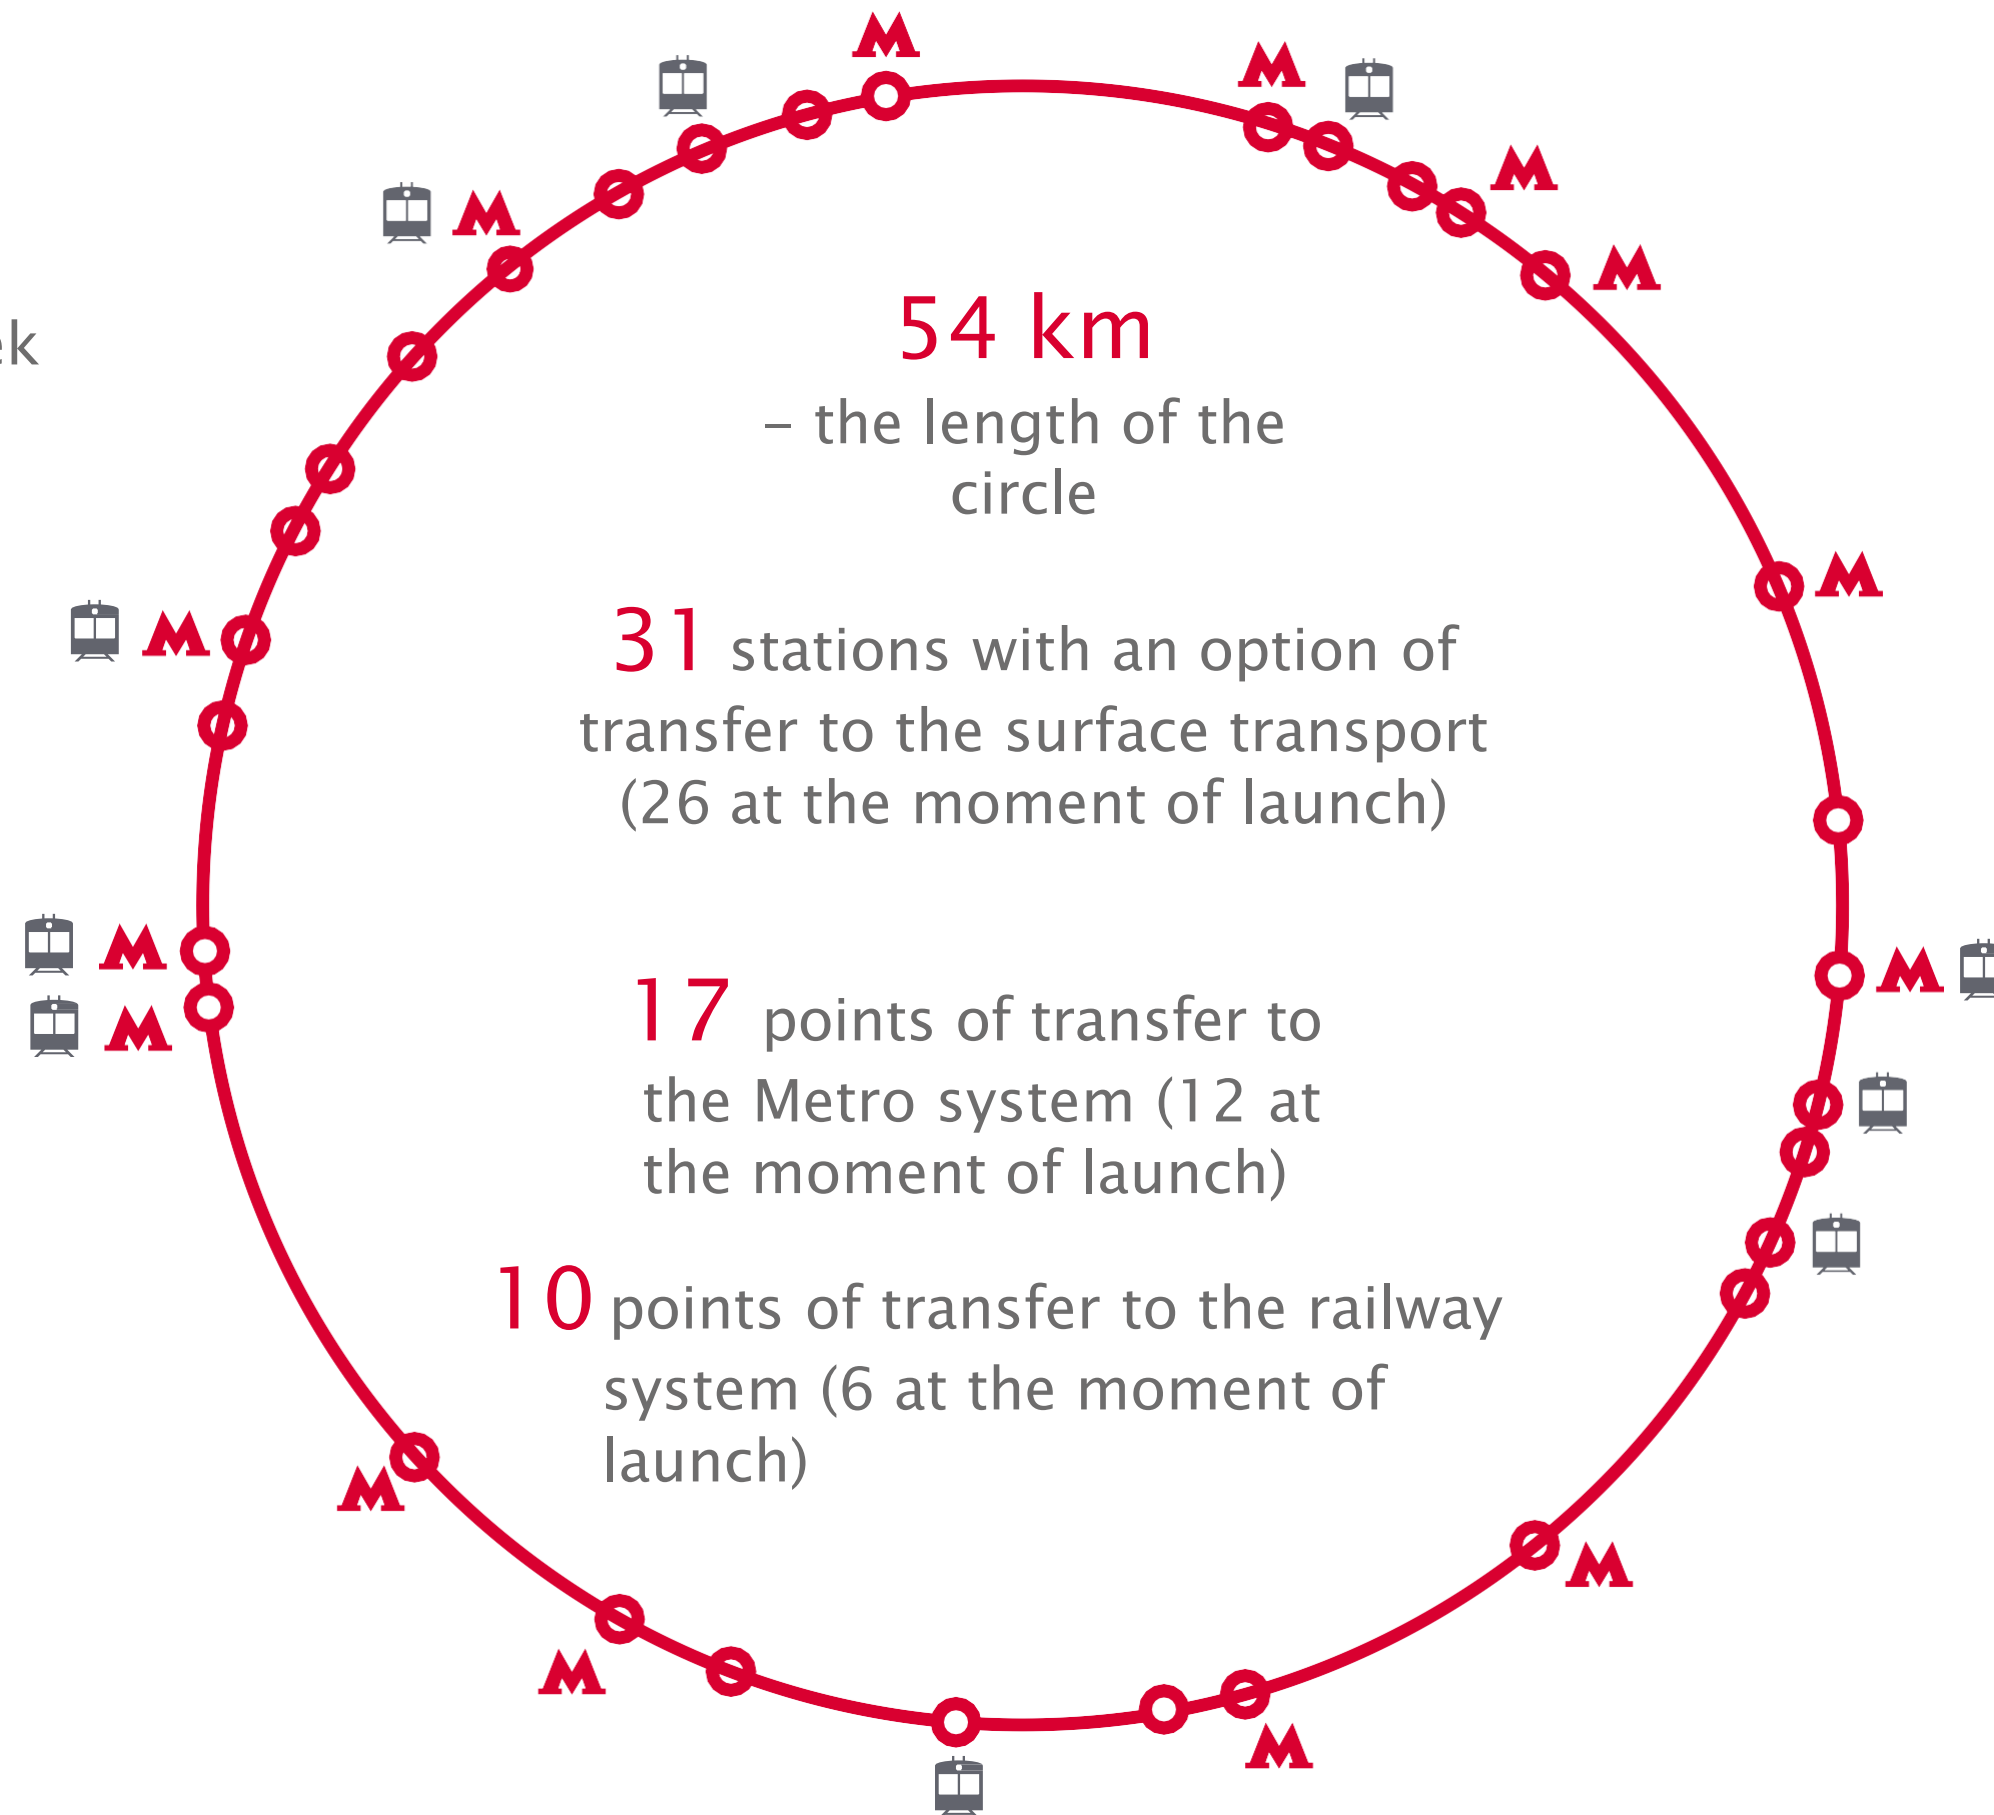 54 km
– the length of the
circle
31 stations with an option of
transfer to the surface transport
(26 at the moment of launch)
17 points of transfer to
the Metro system (12 at
the moment of launch)
10 points of transfer to the railway
system (6 at the moment of
launch)